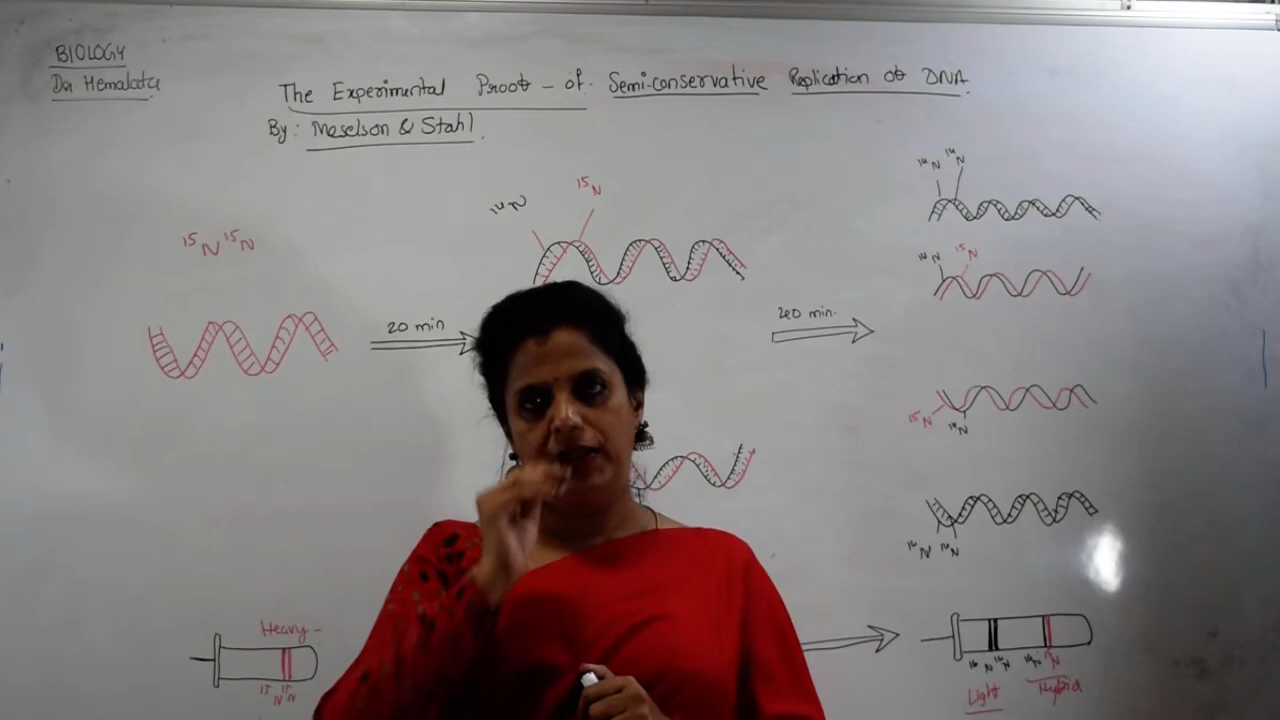 BIOLOGY
Dr. Hemalata
The Experimental Proof - of Semi-conservative Replication of DNA
By: Meselson & Stahl
15N 15N
20 min
14N 15N
14N 14N
14N 15N
15N 14N
14N 14N
Heavy -
15N 15N
14N 14N
14N 15N
Light
Hybrid